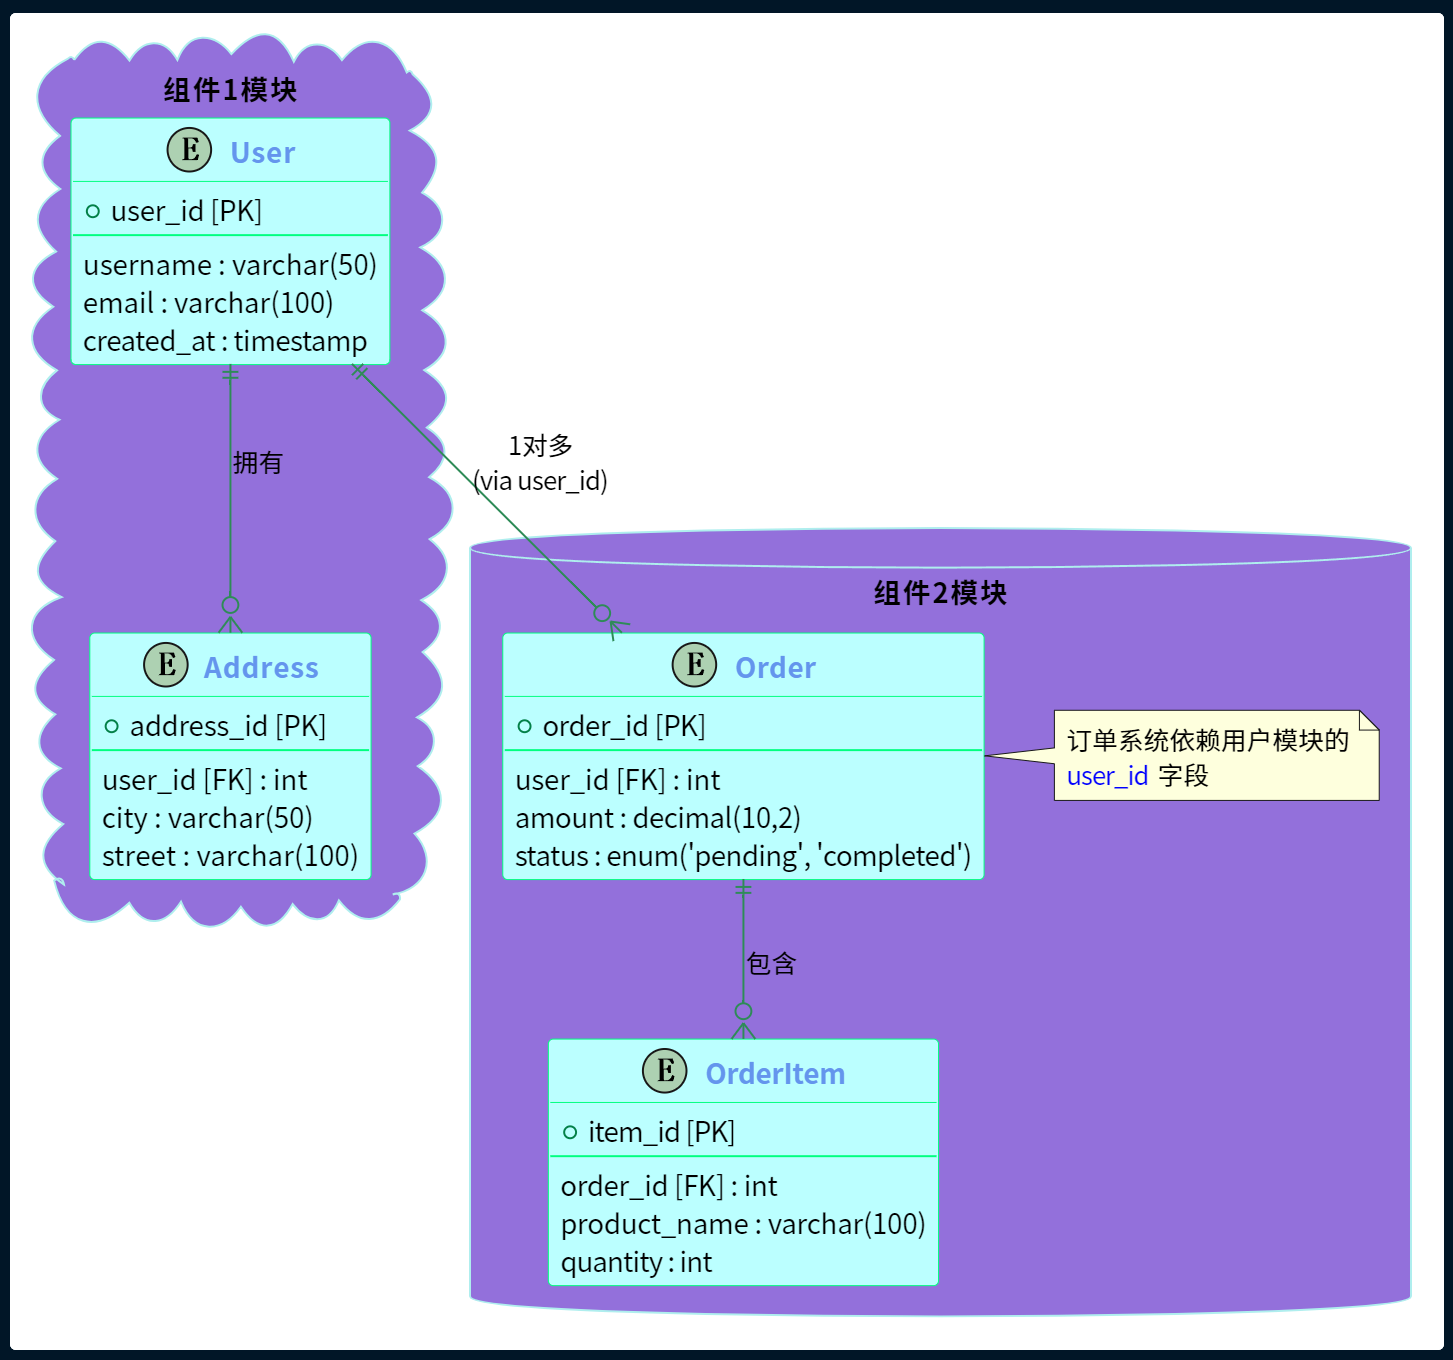 组件1模块
E User
user_id [PK]
username : varchar(50)
email : varchar(100)
created_at : timestamp
拥有
1对多
(via user_id)
E Address
address_id [PK]
user_id [FK] : int
city : varchar(50)
street : varchar(100)
组件2模块
E Order
order_id [PK]
user_id [FK] : int
amount : decimal(10,2)
status : enum('pending', 'completed')
订单系统依赖用户模块的
user_id 字段
包含
E OrderItem
item_id [PK]
order_id [FK] : int
product_name : varchar(100)
quantity : int